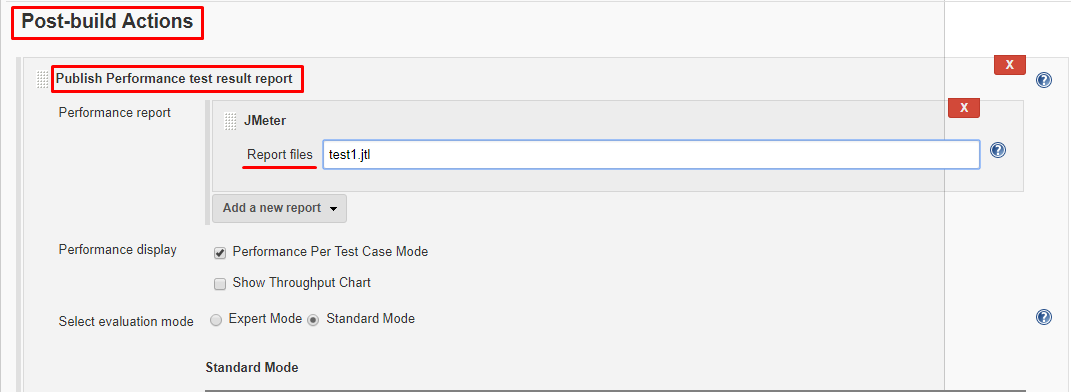 Post-build Actions
X
Publish Performance test result report
?
Performance report
X
JMeter
Report files test1.jtl
?
Add a new report
Performance display
Performance Per Test Case Mode
Show Throughput Chart
Select evaluation mode Expert Mode Standard Mode
?
Standard Mode